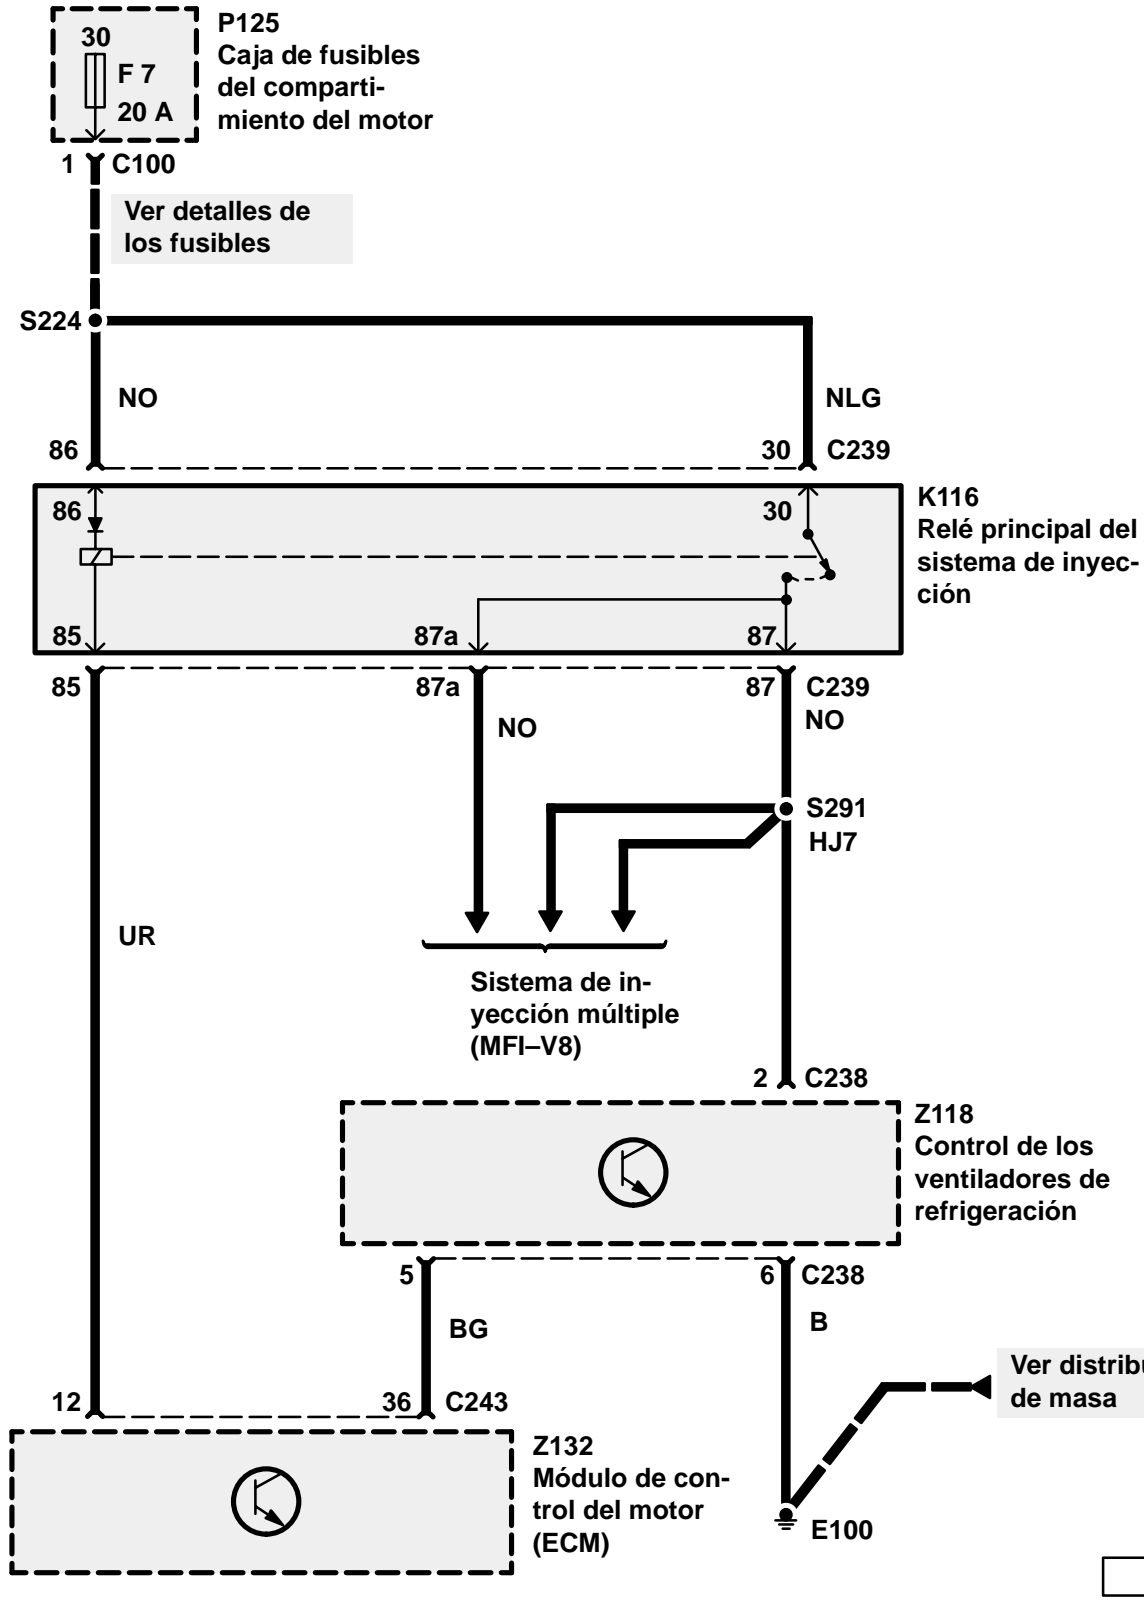 P125
Caja de fusibles
del comparti-
miento del motor
30
F 7
20 A
1
C100
Ver detalles de
los fusibles
S224
NO
NLG
86
30
C239
86
30
K116
Relé principal del
sistema de inyec-
ción
85
87a
87
85
87a
87
C239
NO
NO
S291
HJ7
UR
Sistema de in-
yección múltiple
(MFI–V8)
2
C238
Z118
Control de los
ventiladores de
refrigeración
5
6
C238
BG
B
Ver distribu
de masa
12
36
C243
Z132
Módulo de con-
trol del motor
(ECM)
E100